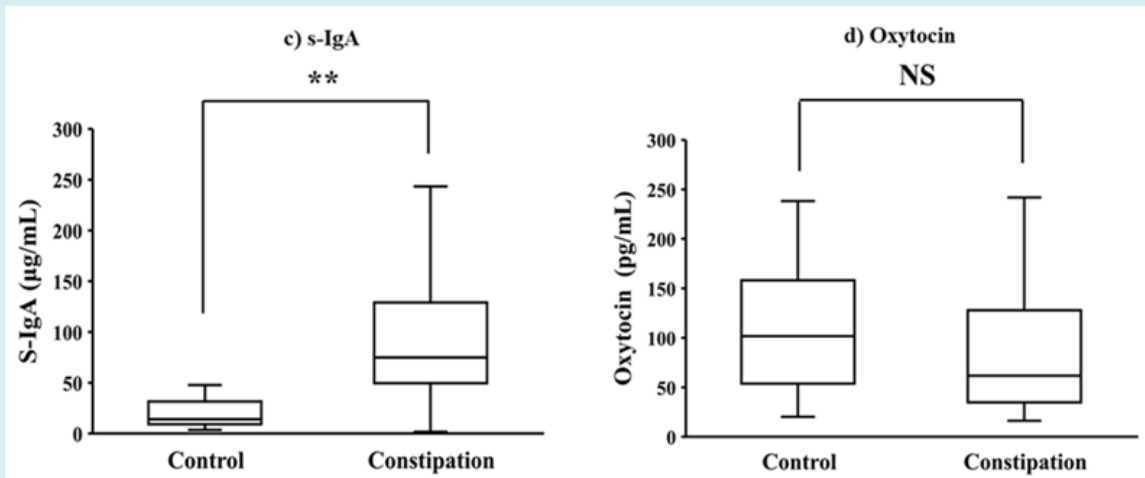 c) s-IgA
**
S-IgA (µg/mL)
300
250
200
150
100
50
0
Control
Constipation
d) Oxytocin
NS
Oxytocin (pg/mL)
300
250
200
150
100
50
0
Control
Constipation